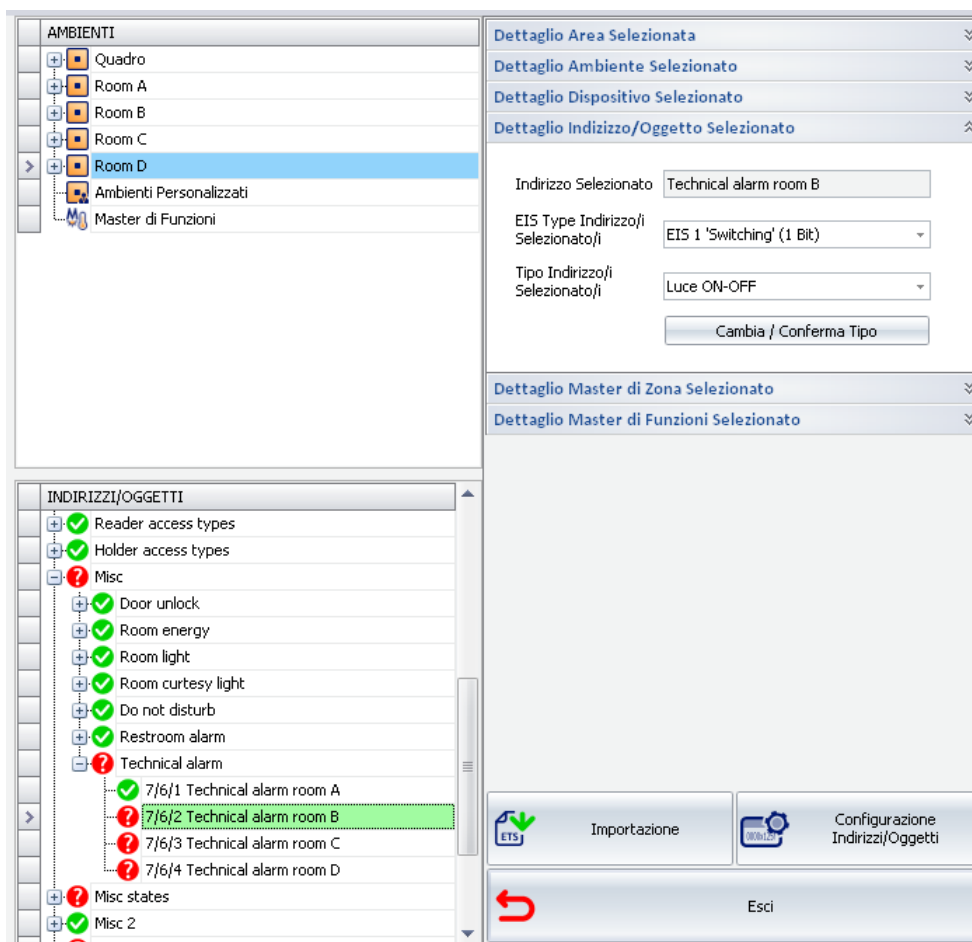 AMBIENTI
Quadro
Room A
Room B
Room C
Room D
Ambienti Personalizzati
Master di Funzioni
INDIRIZZI/OGGETTI
Reader access types
Holder access types
Misc
Door unlock
Room energy
Room light
Room curtesy light
Do not disturb
Restroom alarm
Technical alarm
7/6/1 Technical alarm room A
7/6/2 Technical alarm room B
7/6/3 Technical alarm room C
7/6/4 Technical alarm room D
Misc states
Misc 2
Dettaglio Area Selezionata
Dettaglio Ambiente Selezionato
Dettaglio Dispositivo Selezionato
Dettaglio Indizizzo/Oggetto Selezionato
Indirizzo Selezionato Technical alarm room B
EIS Type Indirizzo/i
Selezionato/i
EIS 1 'Switching' (1 Bit)
Tipo Indirizzo/i
Selezionato/i
Luce ON-OFF
Cambia / Conferma Tipo
Dettaglio Master di Zona Selezionato
Dettaglio Master di Funzioni Selezionato
ETS
Importazione
Configurazione
Indirizzi/Oggetti
Esci